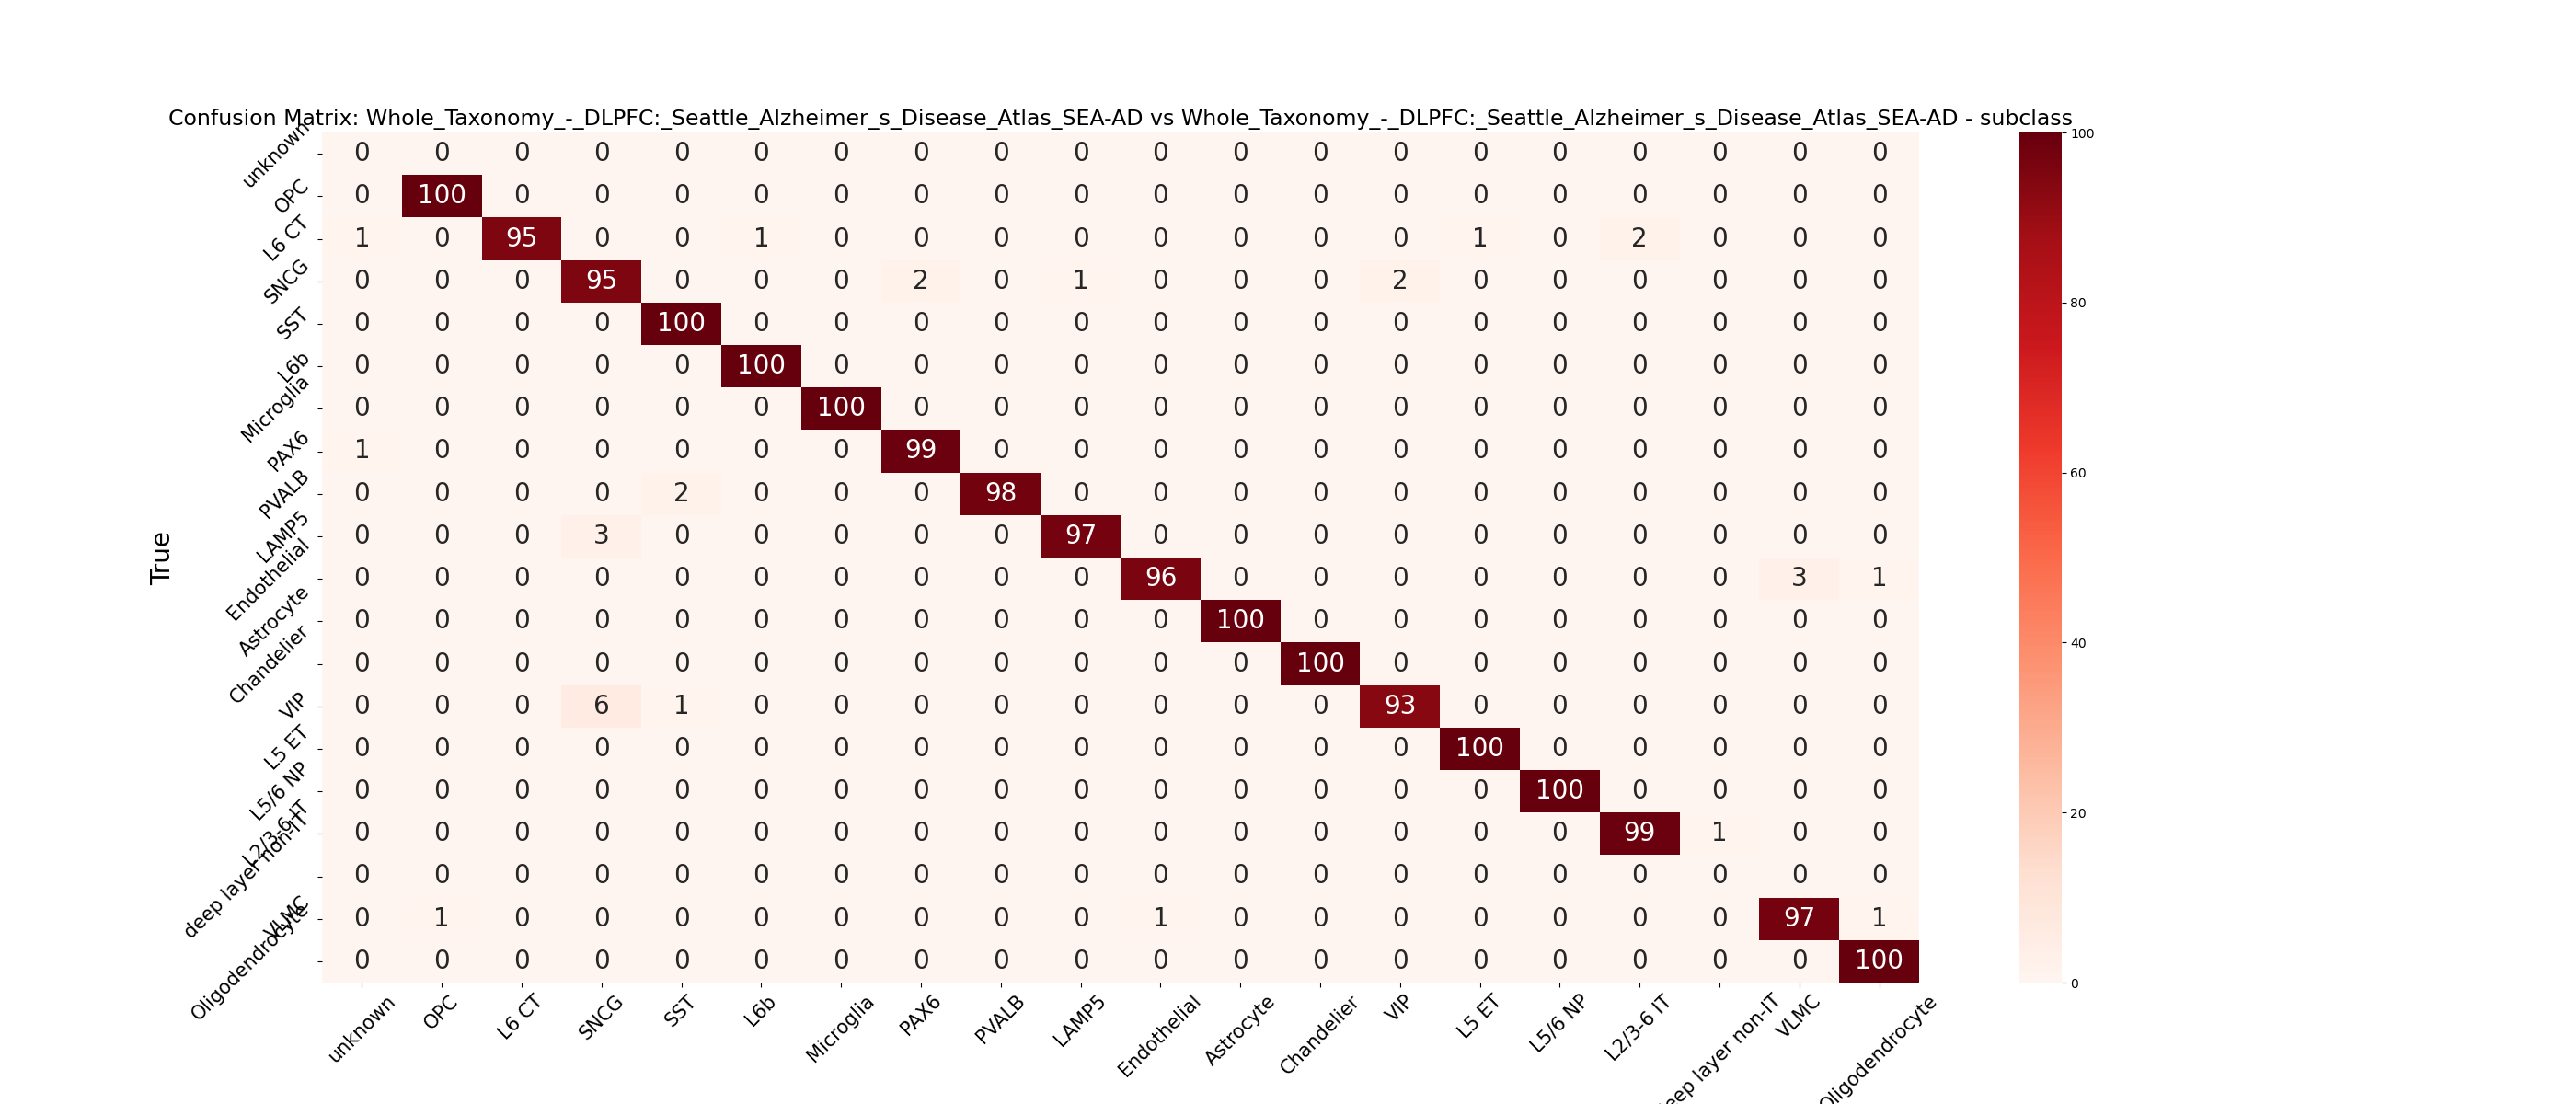 Confusion Matrix: Whole_Taxonomy_-_DLPFC:_Seattle_Alzheimer_s_Disease_Atlas_SEA-AD vs Whole_Taxonomy_-_DLPFC:_Seattle_Alzheimer_s_Disease_Atlas_SEA-AD - subclass
True
unknown 0 0 0 0 0 0 0 0 0 0 0 0 0 0 0 0 0 0 0 0
OPC 0 100 0 0 0 0 0 0 0 0 0 0 0 0 0 0 0 0 0 0
L6 CT 1 0 95 0 0 1 0 0 0 0 0 0 0 0 1 0 2 0 0 0
SNCG 0 0 0 95 0 0 0 2 0 1 0 0 0 2 0 0 0 0 0 0
SST 0 0 0 0 100 0 0 0 0 0 0 0 0 0 0 0 0 0 0 0
L6b 0 0 0 0 0 100 0 0 0 0 0 0 0 0 0 0 0 0 0 0
Microglia 0 0 0 0 0 0 100 0 0 0 0 0 0 0 0 0 0 0 0 0
PAX6 1 0 0 0 0 0 0 99 0 0 0 0 0 0 0 0 0 0 0 0
PVALB 0 0 0 0 2 0 0 0 98 0 0 0 0 0 0 0 0 0 0 0
LAMP5 0 0 0 3 0 0 0 0 0 97 0 0 0 0 0 0 0 0 0 0
Endothelial 0 0 0 0 0 0 0 0 0 0 96 0 0 0 0 0 0 0 3 1
Astrocyte 0 0 0 0 0 0 0 0 0 0 0 100 0 0 0 0 0 0 0 0
Chandelier 0 0 0 0 0 0 0 0 0 0 0 0 100 0 0 0 0 0 0 0
VIP 0 0 0 6 1 0 0 0 0 0 0 0 0 93 0 0 0 0 0 0
L5 ET 0 0 0 0 0 0 0 0 0 0 0 0 0 0 100 0 0 0 0 0
L5/6 NP 0 0 0 0 0 0 0 0 0 0 0 0 0 0 0 100 0 0 0 0
L2/3-6 IT 0 0 0 0 0 0 0 0 0 0 0 0 0 0 0 0 99 1 0 0
deep layer non-IT 0 0 0 0 0 0 0 0 0 0 0 0 0 0 0 0 0 0 0 0
VLMC 0 1 0 0 0 0 0 0 0 0 1 0 0 0 0 0 0 0 97 1
Oligodendrocyte 0 0 0 0 0 0 0 0 0 0 0 0 0 0 0 0 0 0 0 100
unknown OPC L6 CT SNCG SST L6b Microglia PAX6 PVALB LAMP5 Endothelial Astrocyte Chandelier VIP L5 ET L5/6 NP L2/3-6 IT eep layer non-IT VLMC Oligodendrocyte
100
80
60
40
20
0